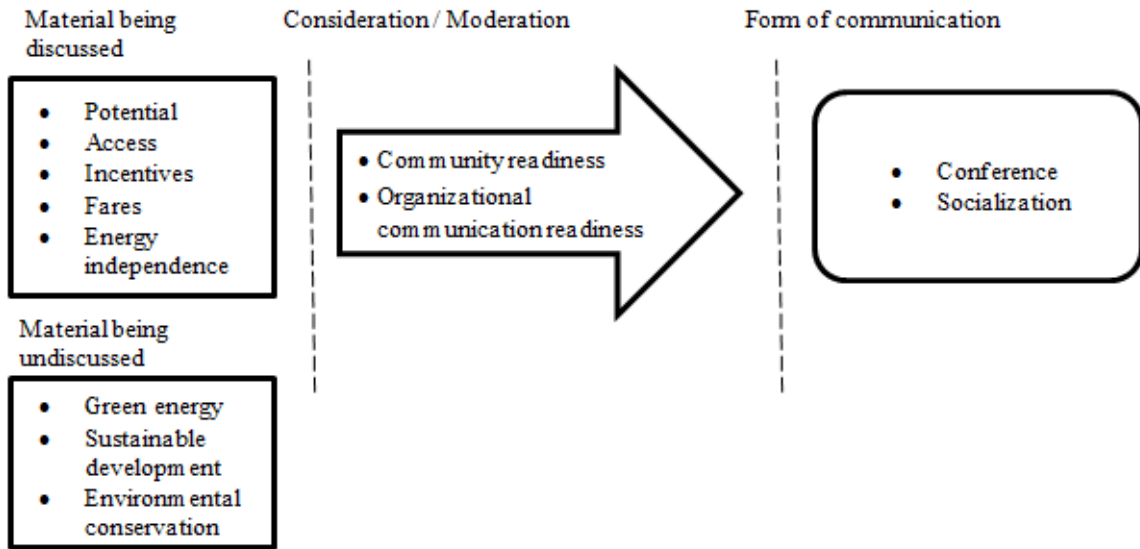 Material being
discussed
Consideration / Moderation
Form of communication
• Potential
• Access
• Incentives
• Fares
• Energy
independence
• Community readiness
• Organizational
communication readiness
• Conference
• Socialization
Material being
undiscussed
• Green energy
• Sustainable
development
• Environmental
conservation